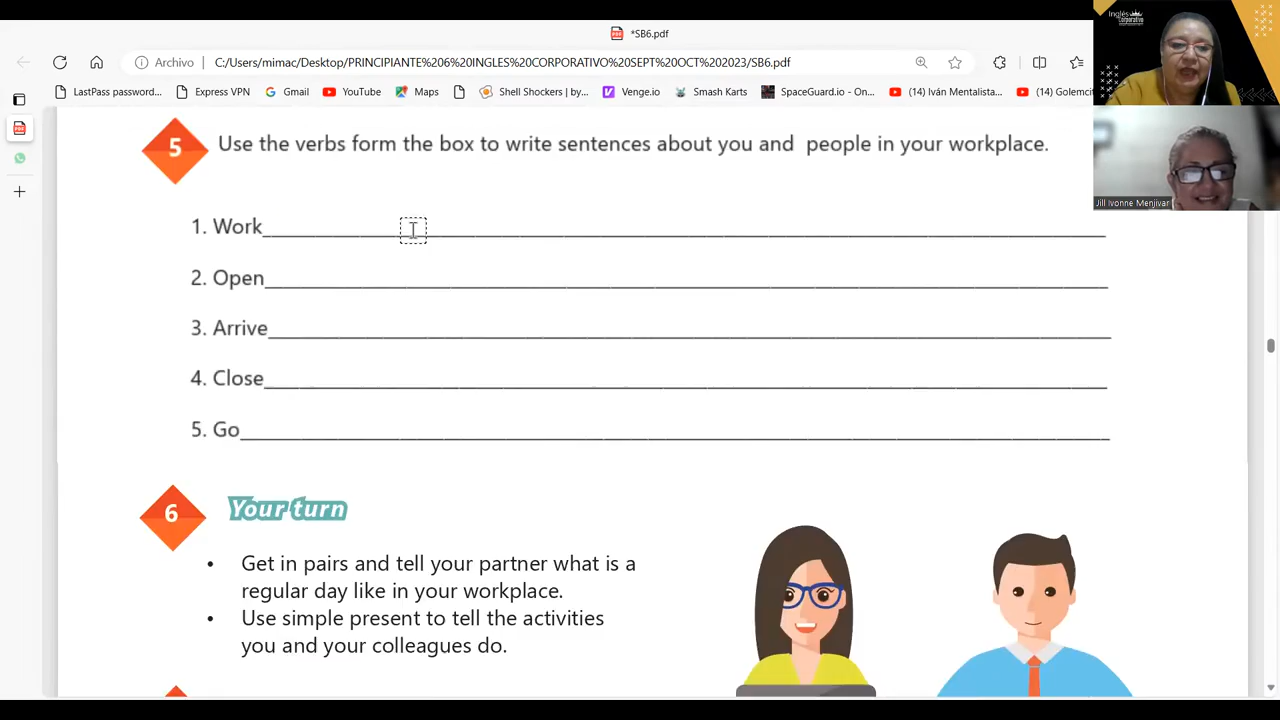 *SB6.pdf
Archivo
C:/Users/mimac/Desktop/PRINCIPIANTE%206%20INGLES%20CORPORATIVO%20SEPT%20OCT%202023/SB6.pdf
LastPass password...
Express VPN
Gmail
YouTube
Maps
Shell Shockers | by...
Venge.io
Smash Karts
SpaceGuard.io - On...
(14) Iván Mentalista...
(14) Golemcit
Inglés
Corporativo
Jill Ivonne Menjivar
5 Use the verbs form the box to write sentences about you and people in your workplace.
1. Work
2. Open
3. Arrive
4. Close
5. Go
6 Your turn
• Get in pairs and tell your partner what is a
regular day like in your workplace.
• Use simple present to tell the activities
you and your colleagues do.